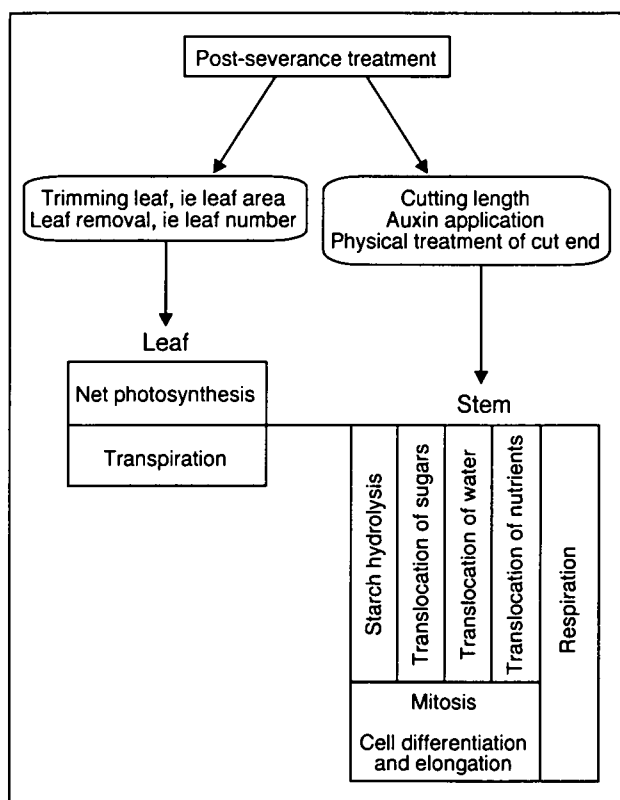 Post-severance treatment
Trimming leaf, ie leaf area
Leaf removal, ie leaf number
Cutting length
Auxin application
Physical treatment of cut end
Leaf
Net photosynthesis
Transpiration
Stem
Starch hydrolysis
Translocation of sugars
Translocation of water
Translocation of nutrients
Respiration
Mitosis
Cell differentiation
and elongation